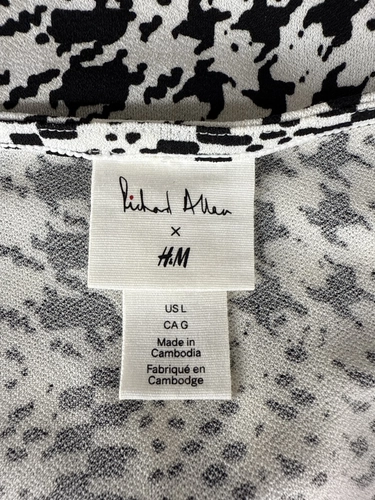 Richard Allen
×
H&M
US L
CA G
Made in
Cambodia
Fabriqué en
Cambodge